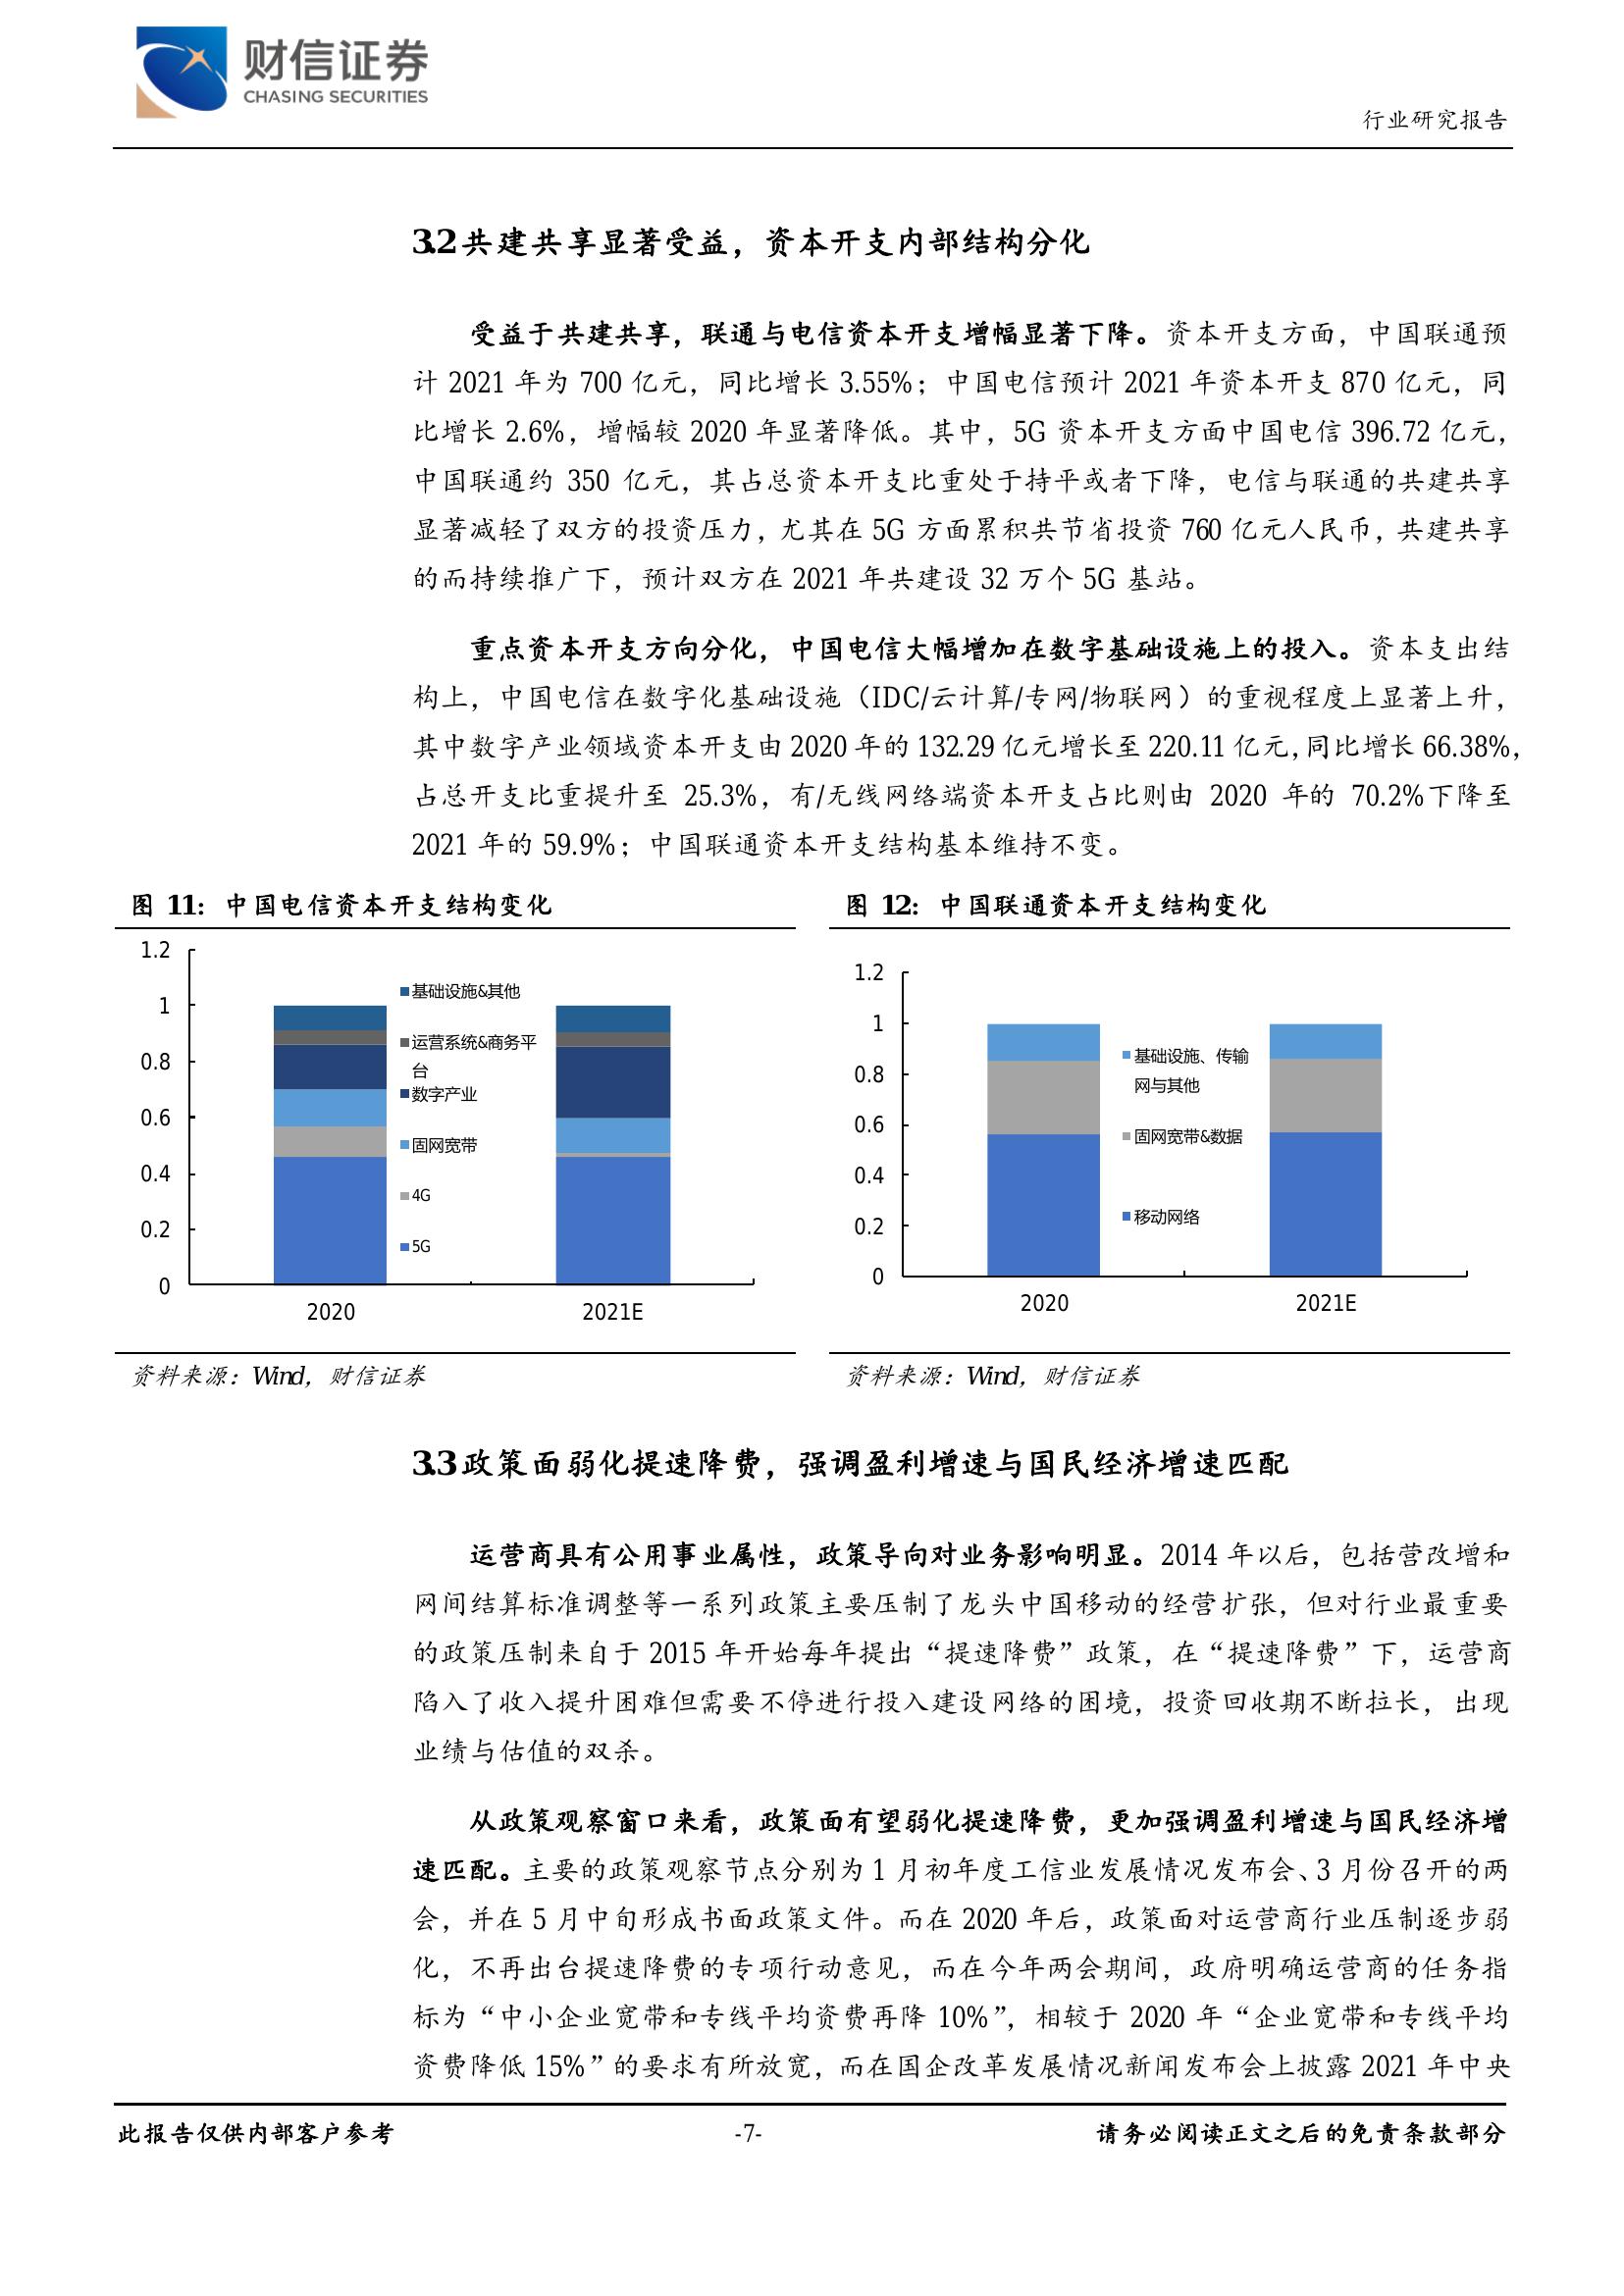 财信证券
CHASING SECURITIES
行业研究报告
3.2 共建共享显著受益，资本开支内部结构分化
受益于共建共享，联通与电信资本开支增幅显著下降。资本开支方面，中国联通预
计 2021 年为 700 亿元，同比增长 3.55%；中国电信预计 2021 年资本开支 870 亿元，同
比增长 2.6%，增幅较 2020 年显著降低。其中，5G 资本开支方面中国电信 396.72 亿元，
中国联通约 350 亿元，其占总资本开支比重处于持平或者下降，电信与联通的共建共享
显著减轻了双方的投资压力，尤其在 5G 方面累积共节省投资 760 亿元人民币，共建共享
的而持续推广下，预计双方在 2021 年共建设 32 万个 5G 基站。
重点资本开支方向分化，中国电信大幅增加在数字基础设施上的投入。资本支出结
构上，中国电信在数字化基础设施（IDC/云计算/专网/物联网）的重视程度上显著上升，
其中数字产业领域资本开支由 2020 年的 132.29 亿元增长至 220.11 亿元，同比增长 66.38%，
占总开支比重提升至 25.3%，有/无线网络端资本开支占比则由 2020 年的 70.2%下降至
2021 年的 59.9%；中国联通资本开支结构基本维持不变。
图 11：中国电信资本开支结构变化
1.2
1
0.8
0.6
0.4
0.2
0
基础设施&其他
运营系统&商务平
台
数字产业
固网宽带
4G
5G
2020
2021E
资料来源：Wind，财信证券
图 12：中国联通资本开支结构变化
1.2
1
0.8
0.6
0.4
0.2
0
基础设施、传输
网与其他
固网宽带&数据
移动网络
2020
2021E
资料来源：Wind，财信证券
3.3 政策面弱化提速降费，强调盈利增速与国民经济增速匹配
运营商具有公用事业属性，政策导向对业务影响明显。2014 年以后，包括营改增和
网间结算标准调整等一系列政策主要压制了龙头中国移动的经营扩张，但对行业最重要
的政策压制来自于 2015 年开始每年提出“提速降费”政策，在“提速降费”下，运营商
陷入了收入提升困难但需要不停进行投入建设网络的困境，投资回收期不断拉长，出现
业绩与估值的双杀。
从政策观察窗口来看，政策面有望弱化提速降费，更加强调盈利增速与国民经济增
速匹配。主要的政策观察节点分别为 1 月初年度工信业发展情况发布会、3 月份召开的两
会，并在 5 月中旬形成书面政策文件。而在 2020 年后，政策面对运营商行业压制逐步弱
化，不再出台提速降费的专项行动意见，而在今年两会期间，政府明确运营商的任务指
标为“中小企业宽带和专线平均资费再降 10%”，相较于 2020 年“企业宽带和专线平均
资费降低 15%”的要求有所放宽，而在国企改革发展情况新闻发布会上披露 2021 年中央
此报告仅供内部客户参考
-7-
请务必阅读正文之后的免责条款部分